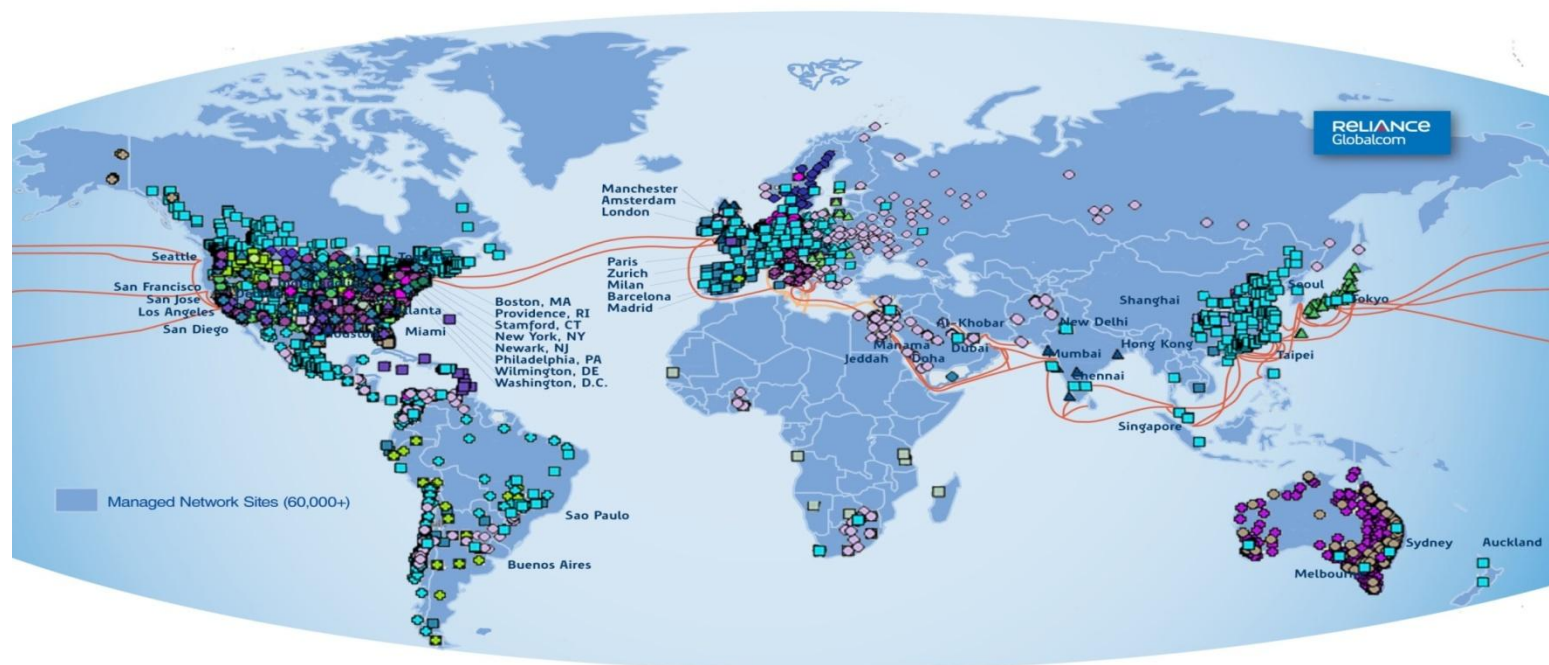 RELIANCE
Globalcom
Manchester
Amsterdam
London
Seattle
Paris
Zurich
Milan
Barcelona
Madrid
San Francisco
San Jose
Los Angeles
San Diego
Miami
Boston, MA
Providence, RI
Stamford, CT
New York, NY
Newark, NJ
Philadelphia, PA
Wilmington, DE
Washington, D.C.
Shanghai
Seoul
Tokyo
Al-Khobar
New Delhi
Manama
Dubai
Hong Kong
Jeddah
Doha
Mumbai
Taipei
Chennai
Singapore
Managed Network Sites (60,000+)
Sao Paulo
Buenos Aires
Sydney
Auckland